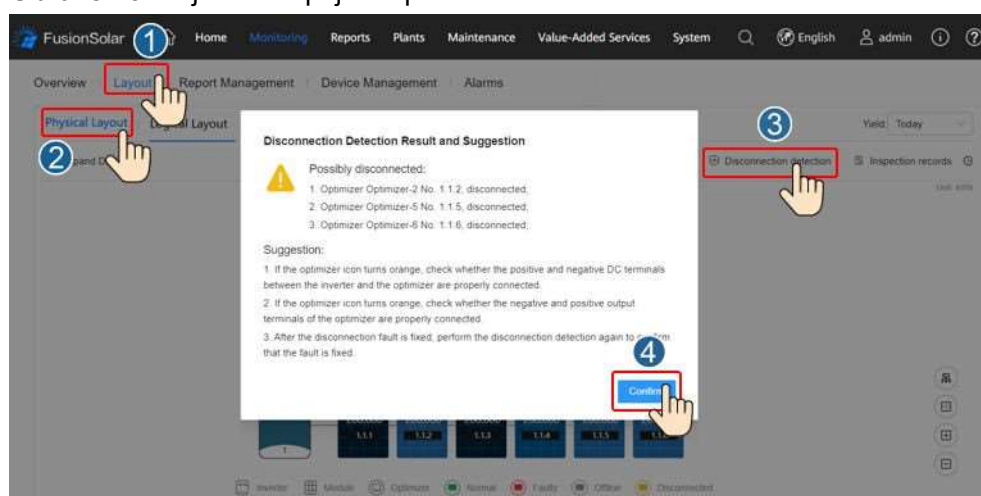 FusionSolar 1 Home Monitoring Reports Plants Maintenance Value-Added Services System English admin
Overview Layout Report Management Device Management Alarms
Physical Layout Layout
3
Yield: Today
2
Disconnection detection
Inspection records
Disconnection Detection Result and Suggestion
Possibly disconnected:
1. Optimizer Optimizer-2 No. 1.1.2, disconnected;
2. Optimizer Optimizer-5 No. 1.1.5, disconnected;
3. Optimizer Optimizer-6 No. 1.1.6, disconnected;
Suggestion:
1. If the optimizer icon turns orange, check whether the positive and negative DC terminals
between the inverter and the optimizer are properly connected.
2. If the optimizer icon turns orange, check whether the negative and positive output
terminals of the optimizer are properly connected.
3. After the disconnection fault is fixed, perform the disconnection detection again to
that the fault is fixed.
4
Confirm
1.1.1 1.1.2 1.1.3 1.1.4 1.1.5
1
Inverter Module Optimizer Normal Faulty Offline Disconnected